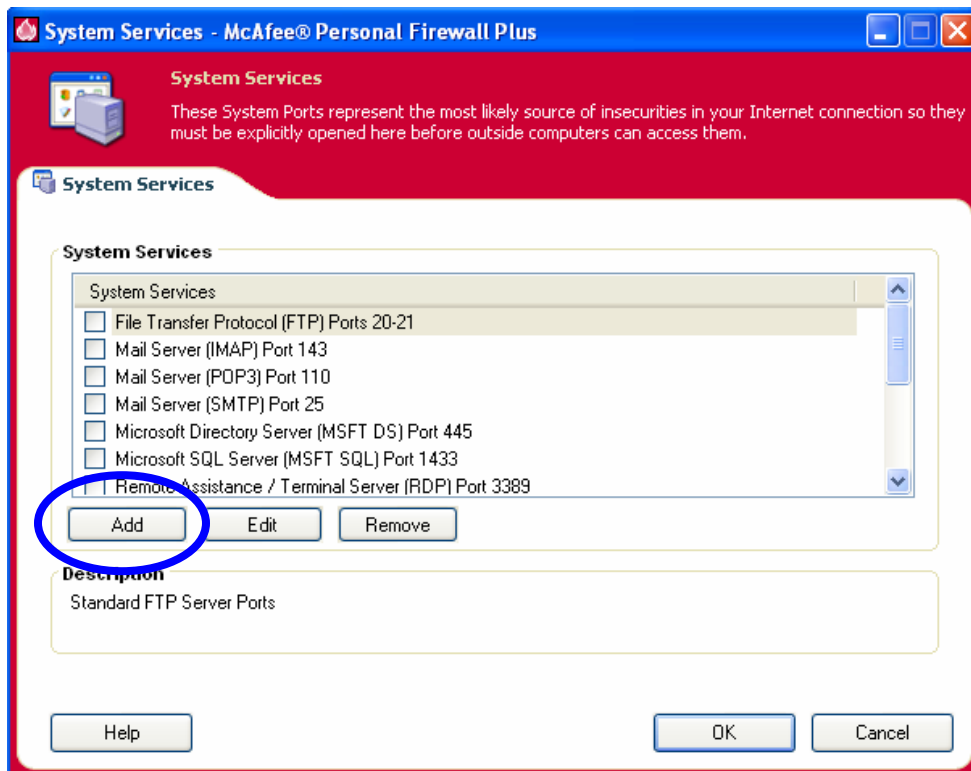 System Services - McAfee® Personal Firewall Plus
System Services
These System Ports represent the most likely source of insecurities in your Internet connection so they
must be explicitly opened here before outside computers can access them.
System Services
System Services
System Services
File Transfer Protocol (FTP) Ports 20-21
Mail Server (IMAP) Port 143
Mail Server (POP3) Port 110
Mail Server (SMTP) Port 25
Microsoft Directory Server (MSFT DS) Port 445
Microsoft SQL Server (MSFT SQL) Port 1433
Remote Assistance / Terminal Server (RDP) Port 3389
Add Edit Remove
Description
Standard FTP Server Ports
Help OK Cancel